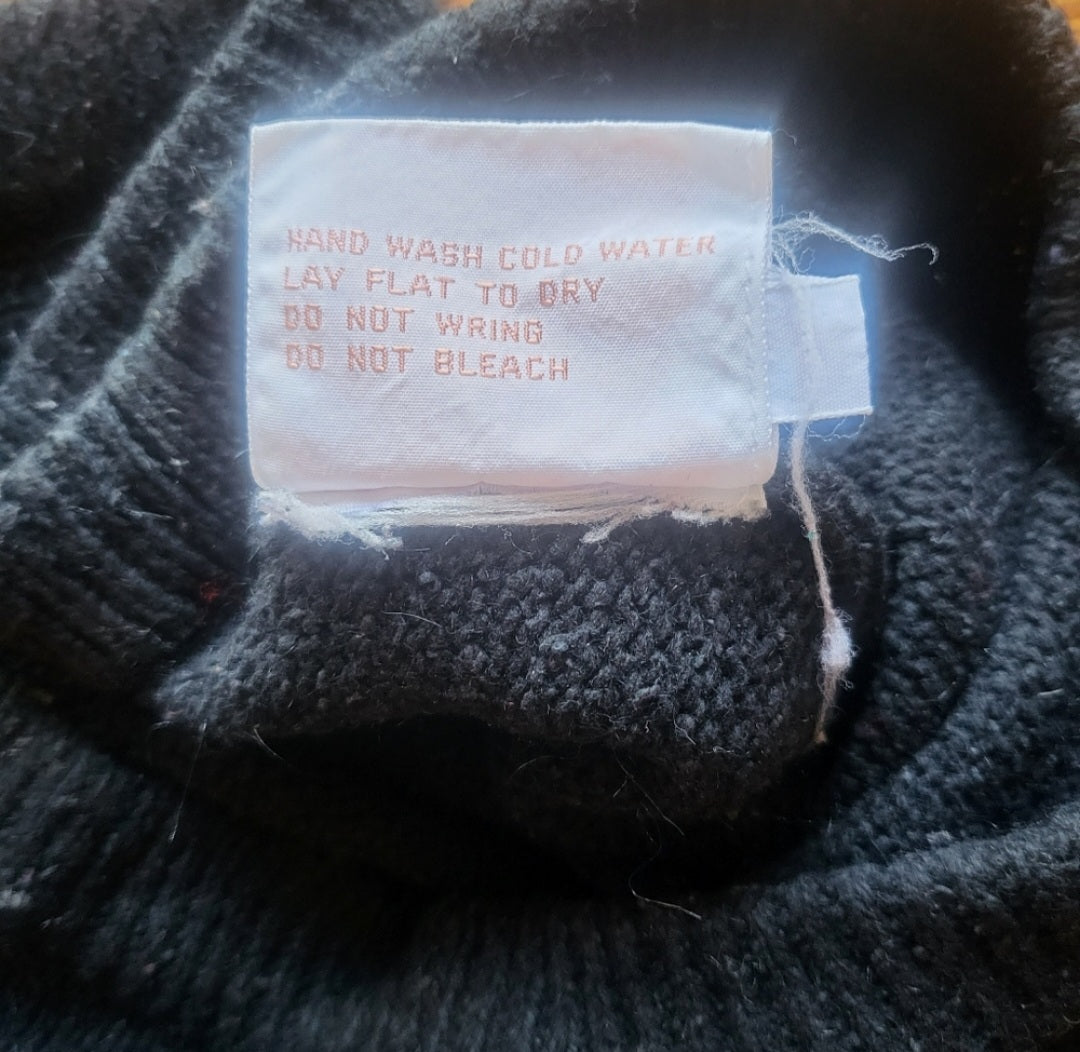 HAND WASH COLD WATER
LAY FLAT TO DRY
DO NOT WRING
DO NOT BLEACH